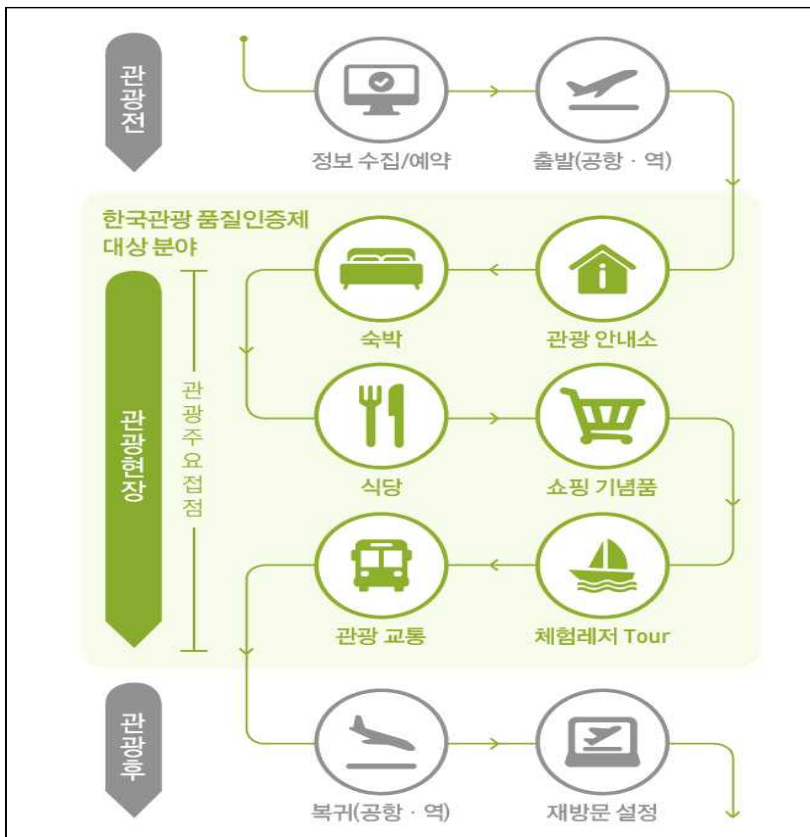 관광전
정보 수집/예약
출발(공항 · 역)
한국관광 품질인증제
대상 분야
숙박
관광 안내소
관광현장
관광주요접점
식당
쇼핑 기념품
관광 교통
체험레저 Tour
관광후
복귀(공항 · 역)
재방문 설정